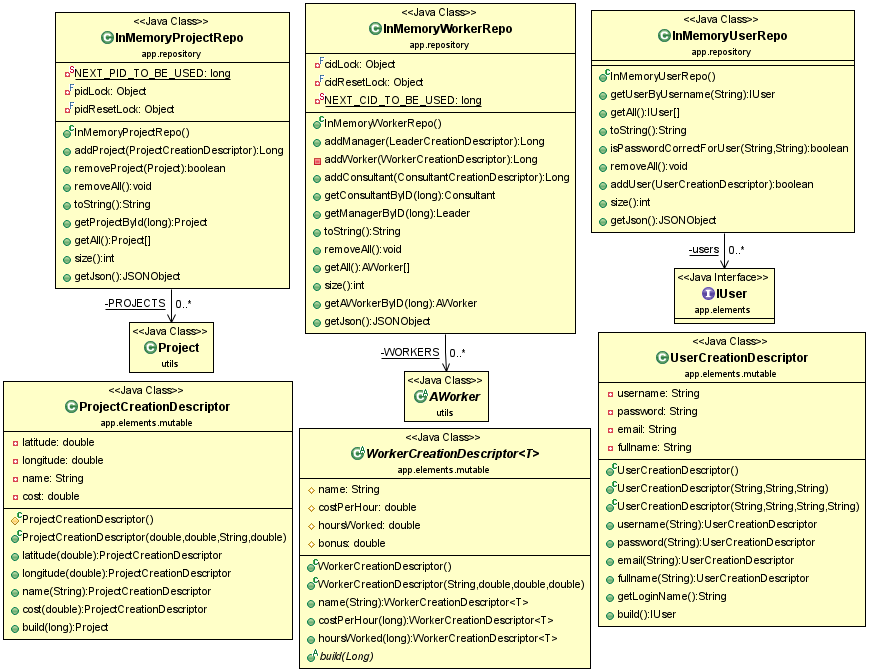 <<Java Class>>
InMemoryProjectRepo
app.repository
NEXT_PID_TO_BE_USED: long
pidLock: Object
pidResetLock: Object
InMemoryProjectRepo()
addProject(ProjectCreationDescriptor):Long
removeProject(Project):boolean
removeAll():void
toString():String
getProjectById(long):Project
getAll():Project[]
size():int
getJson():JSONObject
-PROJECTS
0..*
<<Java Class>>
Project
utils
<<Java Class>>
InMemoryWorkerRepo
app.repository
cidLock: Object
cidResetLock: Object
NEXT_CID_TO_BE_USED: long
InMemoryWorkerRepo()
addManager(LeaderCreationDescriptor):Long
addWorker(WorkerCreationDescriptor):Long
addConsultant(ConsultantCreationDescriptor):Long
getConsultantByID(long):Consultant
getManagerByID(long):Leader
toString():String
removeAll():void
getAll():AWorker[]
size():int
getAWorkerByID(long):AWorker
getJson():JSONObject
-WORKERS
0..*
<<Java Class>>
AWorker
utils
<<Java Class>>
InMemoryUserRepo
app.repository
InMemoryUserRepo()
getUserByUsername(String):IUser
getAll():IUser[]
toString():String
isPasswordCorrectForUser(String,String):boolean
removeAll():void
addUser(UserCreationDescriptor):boolean
size():int
getJson():JSONObject
-users
0..*
<<Java Interface>>
IUser
app.elements
<<Java Class>>
ProjectCreationDescriptor
app.elements.mutable
latitude: double
longitude: double
name: String
cost: double
ProjectCreationDescriptor()
ProjectCreationDescriptor(double,double,String,double)
latitude(double):ProjectCreationDescriptor
longitude(double):ProjectCreationDescriptor
name(String):ProjectCreationDescriptor
cost(double):ProjectCreationDescriptor
build(long):Project
<<Java Class>>
WorkerCreationDescriptor<T>
app.elements.mutable
name: String
costPerHour: double
hoursWorked: double
bonus: double
WorkerCreationDescriptor()
WorkerCreationDescriptor(String,double,double,double)
name(String):WorkerCreationDescriptor<T>
costPerHour(long):WorkerCreationDescriptor<T>
hoursWorked(long):WorkerCreationDescriptor<T>
build(Long)
<<Java Class>>
UserCreationDescriptor
app.elements.mutable
username: String
password: String
email: String
fullname: String
UserCreationDescriptor()
UserCreationDescriptor(String,String,String)
UserCreationDescriptor(String,String,String,String)
username(String):UserCreationDescriptor
password(String):UserCreationDescriptor
email(String):UserCreationDescriptor
fullname(String):UserCreationDescriptor
getLoginName():String
build():IUser